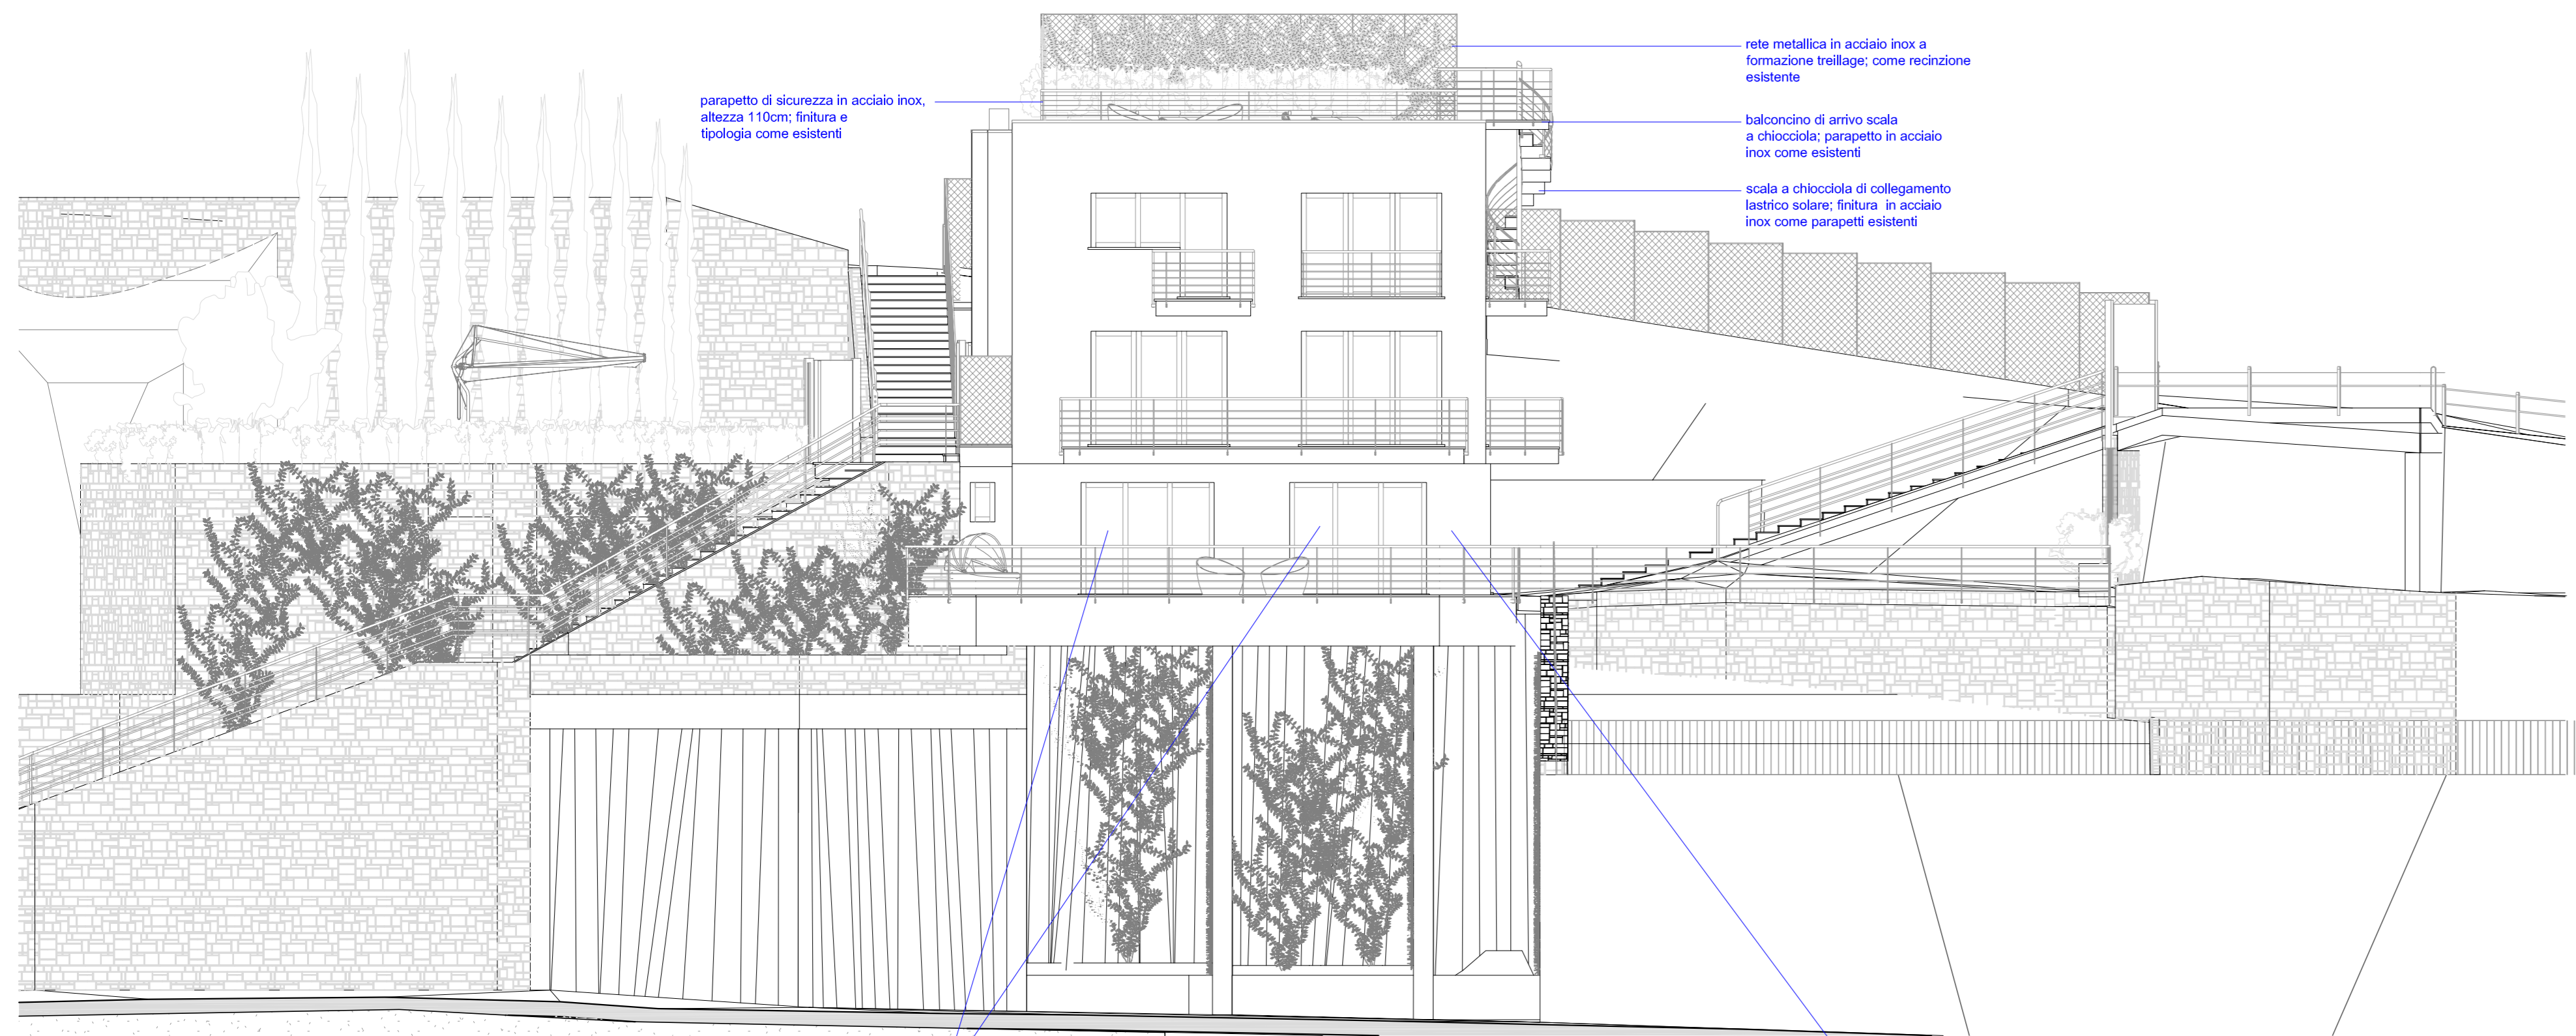 rete metallica in acciaio inox a
formazione treillage; come recinzione
esistente
parapetto di sicurezza in acciaio inox,
altezza 110cm; finitura e
tipologia come esistenti
balconcino di arrivo scala
a chiocciola; parapetto in acciaio
inox come esistenti
scala a chiocciola di collegamento
lastrico solare; finitura in acciaio
inox come parapetti esistenti